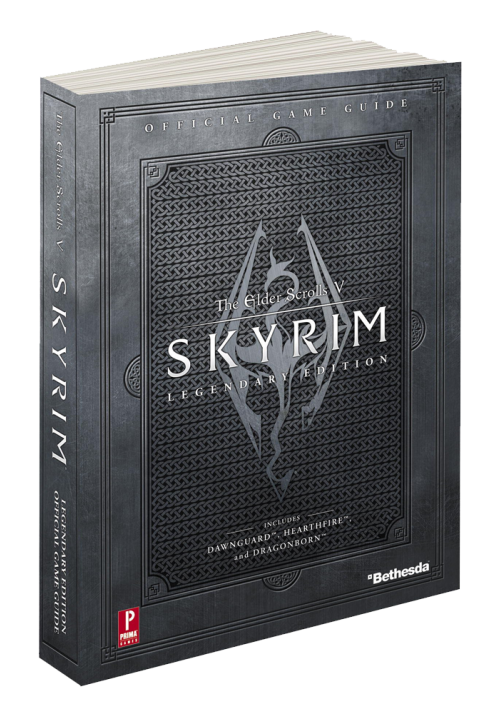 OFFICIAL GAME GUIDE
The Elder Scrolls V
SKYRIM
LEGENDARY EDITION
INCLUDES
DAWNGUARD™, HEARTHFIRE™,
and DRAGONBORN™
Bethesda
The Elder Scrolls V
SKYRIM
LEGENDARY EDITION
OFFICIAL GAME GUIDE
PRIMA
GAMES